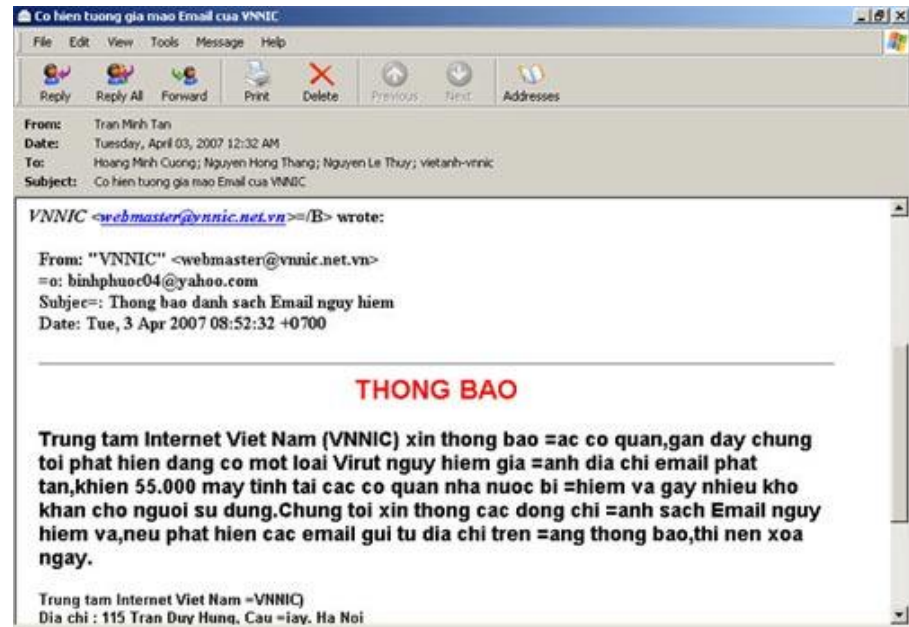 Co hien tuong gia mao Email cua VNNIC
File Edit View Tools Message Help
Reply Reply All Forward Print Delete Previous Next Addresses
From: Tran Minh Tan
Date: Tuesday, April 03, 2007 12:32 AM
To: Hoang Minh Cuong; Nguyen Hong Thang; Nguyen Le Thuy; vietanh-vnnic
Subject: Co hien tuong gia mao Email cua VNNIC
VNNIC <webmaster@vnnic.net.vn>=/B> wrote:
From: "VNNIC" <webmaster@vnnic.net.vn>
=o: binhphuoc04@yahoo.com
Subjec=: Thong bao danh sach Email nguy hiem
Date: Tue, 3 Apr 2007 08:52:32 +0700
THONG BAO
Trung tam Internet Viet Nam (VNNIC) xin thong bao =ac co quan,gan day chung
toi phat hien dang co mot loai Virut nguy hiem gia =anh dia chi email phat
tan,khien 55.000 may tinh tai cac co quan nha nuoc bi =hiem va gay nhieu kho
khan cho nguoi su dung.Chung toi xin thong cac dong chi =anh sach Email nguy
hiem va,neu phat hien cac email gui tu dia chi tren =ang thong bao,thi nen xoa
ngay.
Trung tam Internet Viet Nam =VNNIC)
Dia chi : 115 Tran Duy Hung, Cau =iay, Ha Noi